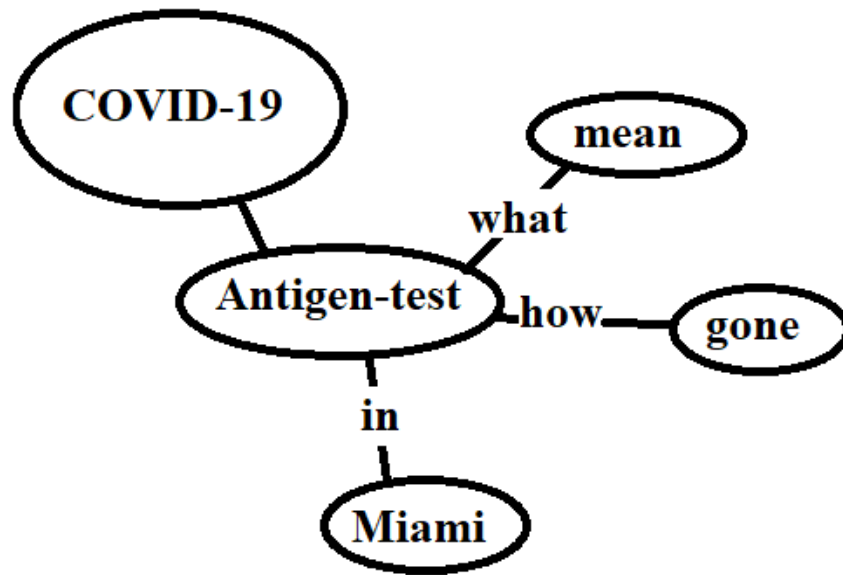 COVID-19
mean
what
Antigen-test
how
gone
in
Miami